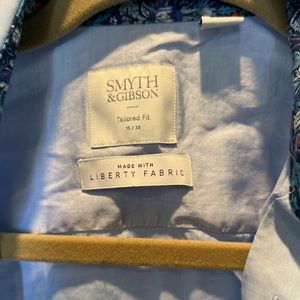 SMYTH
& GIBSON
Tailored Fit
15 / 38
MADE WITH
LIBERTY FABRIC